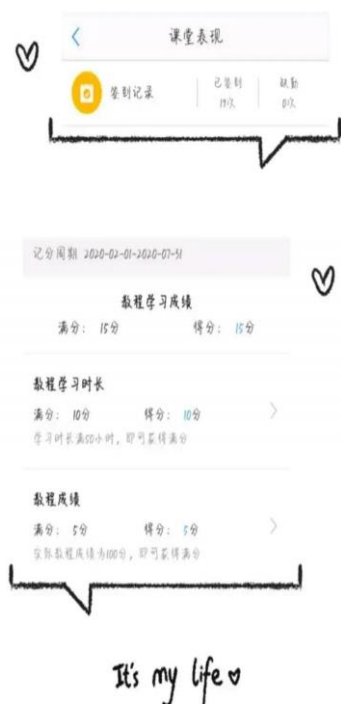 课堂表现
签到记录
已签到
缺勤
记分周期 2020-02-01-2020-07-31
教程学习成绩
满分: 15分 得分: 15分
教程学习时长
满分: 10分 得分: 10分
学习时长满50小时, 即可获得满分
教程成绩
满分: 5分 得分: 5分
实际教程成绩为100分, 即可获得满分
It's my life